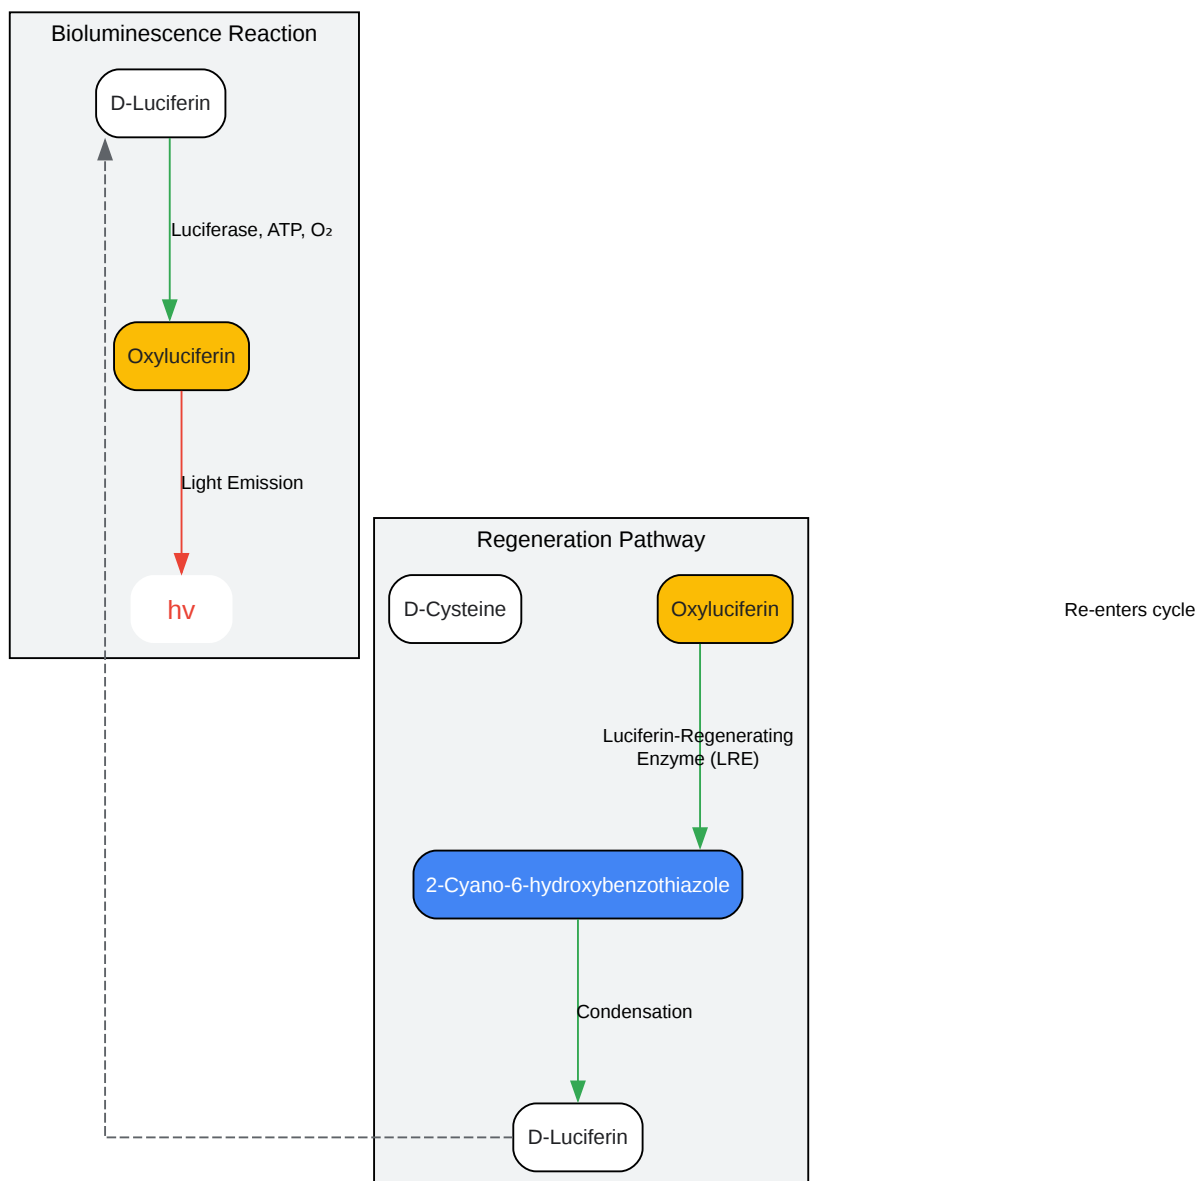 Bioluminescence Reaction
D-Luciferin
Luciferase, ATP, O₂
Oxyluciferin
Light Emission
hv
Regeneration Pathway
D-Cysteine
Oxyluciferin
Re-enters cycle
Luciferin-Regenerating
Enzyme (LRE)
2-Cyano-6-hydroxybenzothiazole
Condensation
D-Luciferin